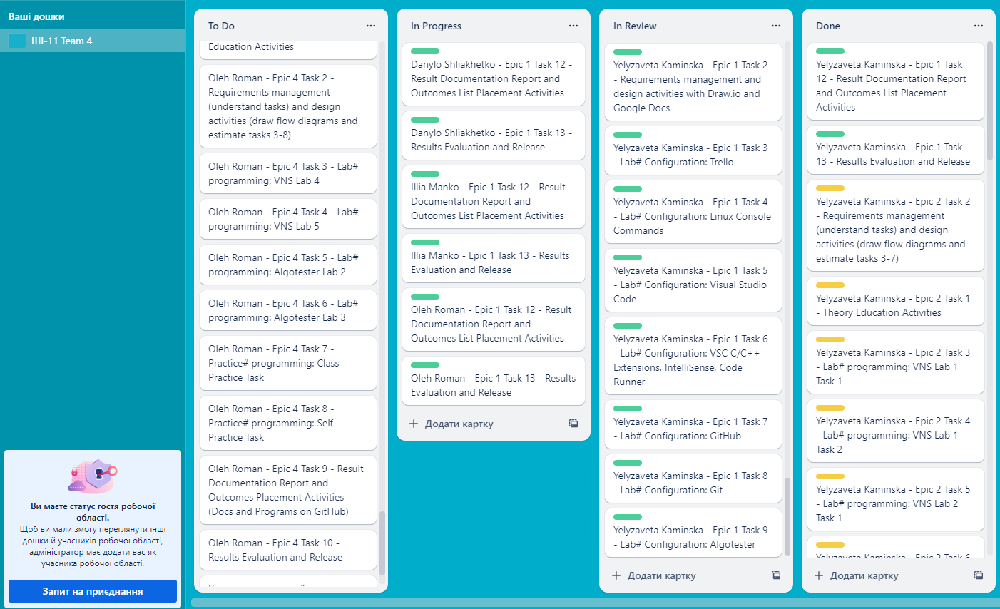 Ваші дошки
ШІ-11 Team 4
Ви маєте статус гостя робочої
області.
Щоб ви мали змогу переглянути інші
дошки й учасників робочої області,
адміністратор має додати вас як
учасника робочої області.
Запит на приєднання
To Do
Education Activities
Oleh Roman - Epic 4 Task 2 -
Requirements management
(understand tasks) and design
activities (draw flow diagrams and
estimate tasks 3-8)
Oleh Roman - Epic 4 Task 3 - Lab#
programming: VNS Lab 4
Oleh Roman - Epic 4 Task 4 - Lab#
programming: VNS Lab 5
Oleh Roman - Epic 4 Task 5 - Lab#
programming: Algotester Lab 2
Oleh Roman - Epic 4 Task 6 - Lab#
programming: Algotester Lab 3
Oleh Roman - Epic 4 Task 7 -
Practice# programming: Class
Practice Task
Oleh Roman - Epic 4 Task 8 -
Practice# programming: Self
Practice Task
Oleh Roman - Epic 4 Task 9 - Result
Documentation Report and
Outcomes Placement Activities
(Docs and Programs on GitHub)
Oleh Roman - Epic 4 Task 10 -
Results Evaluation and Release
In Progress
Danylo Shliakhetko - Epic 1 Task 12 -
Result Documentation Report and
Outcomes List Placement Activities
Danylo Shliakhetko - Epic 1 Task 13 -
Results Evaluation and Release
Illia Manko - Epic 1 Task 12 - Result
Documentation Report and
Outcomes List Placement Activities
Illia Manko - Epic 1 Task 13 - Results
Evaluation and Release
Oleh Roman - Epic 1 Task 12 - Result
Documentation Report and
Outcomes List Placement Activities
Oleh Roman - Epic 1 Task 13 - Results
Evaluation and Release
Додати картку
In Review
Yelyzaveta Kaminska - Epic 1 Task 2
- Requirements management and
design activities with Draw.io and
Google Docs
Yelyzaveta Kaminska - Epic 1 Task 3
- Lab# Configuration: Trello
Yelyzaveta Kaminska - Epic 1 Task 4
- Lab# Configuration: Linux Console
Commands
Yelyzaveta Kaminska - Epic 1 Task 5
- Lab# Configuration: Visual Studio
Code
Yelyzaveta Kaminska - Epic 1 Task 6
- Lab# Configuration: VSC C/C++
Extensions, IntelliSense, Code
Runner
Yelyzaveta Kaminska - Epic 1 Task 7
- Lab# Configuration: GitHub
Yelyzaveta Kaminska - Epic 1 Task 8
- Lab# Configuration: Git
Yelyzaveta Kaminska - Epic 1 Task 9
- Lab# Configuration: Algotester
Додати картку
Done
Yelyzaveta Kaminska - Epic 1 Task
12 - Result Documentation Report
and Outcomes List Placement
Activities
Yelyzaveta Kaminska - Epic 1 Task
13 - Results Evaluation and Release
Yelyzaveta Kaminska - Epic 2 Task 2
- Requirements management
(understand tasks) and design
activities (draw flow diagrams and
estimate tasks 3-7)
Yelyzaveta Kaminska - Epic 2 Task 1
- Theory Education Activities
Yelyzaveta Kaminska - Epic 2 Task 3
- Lab# programming: VNS Lab 1
Task 1
Yelyzaveta Kaminska - Epic 2 Task 4
- Lab# programming: VNS Lab 1
Task 2
Yelyzaveta Kaminska - Epic 2 Task 5
- Lab# programming: VNS Lab 2
Task 1
Yelyzaveta Kaminska - Epic 2 Task 6
Додати картку